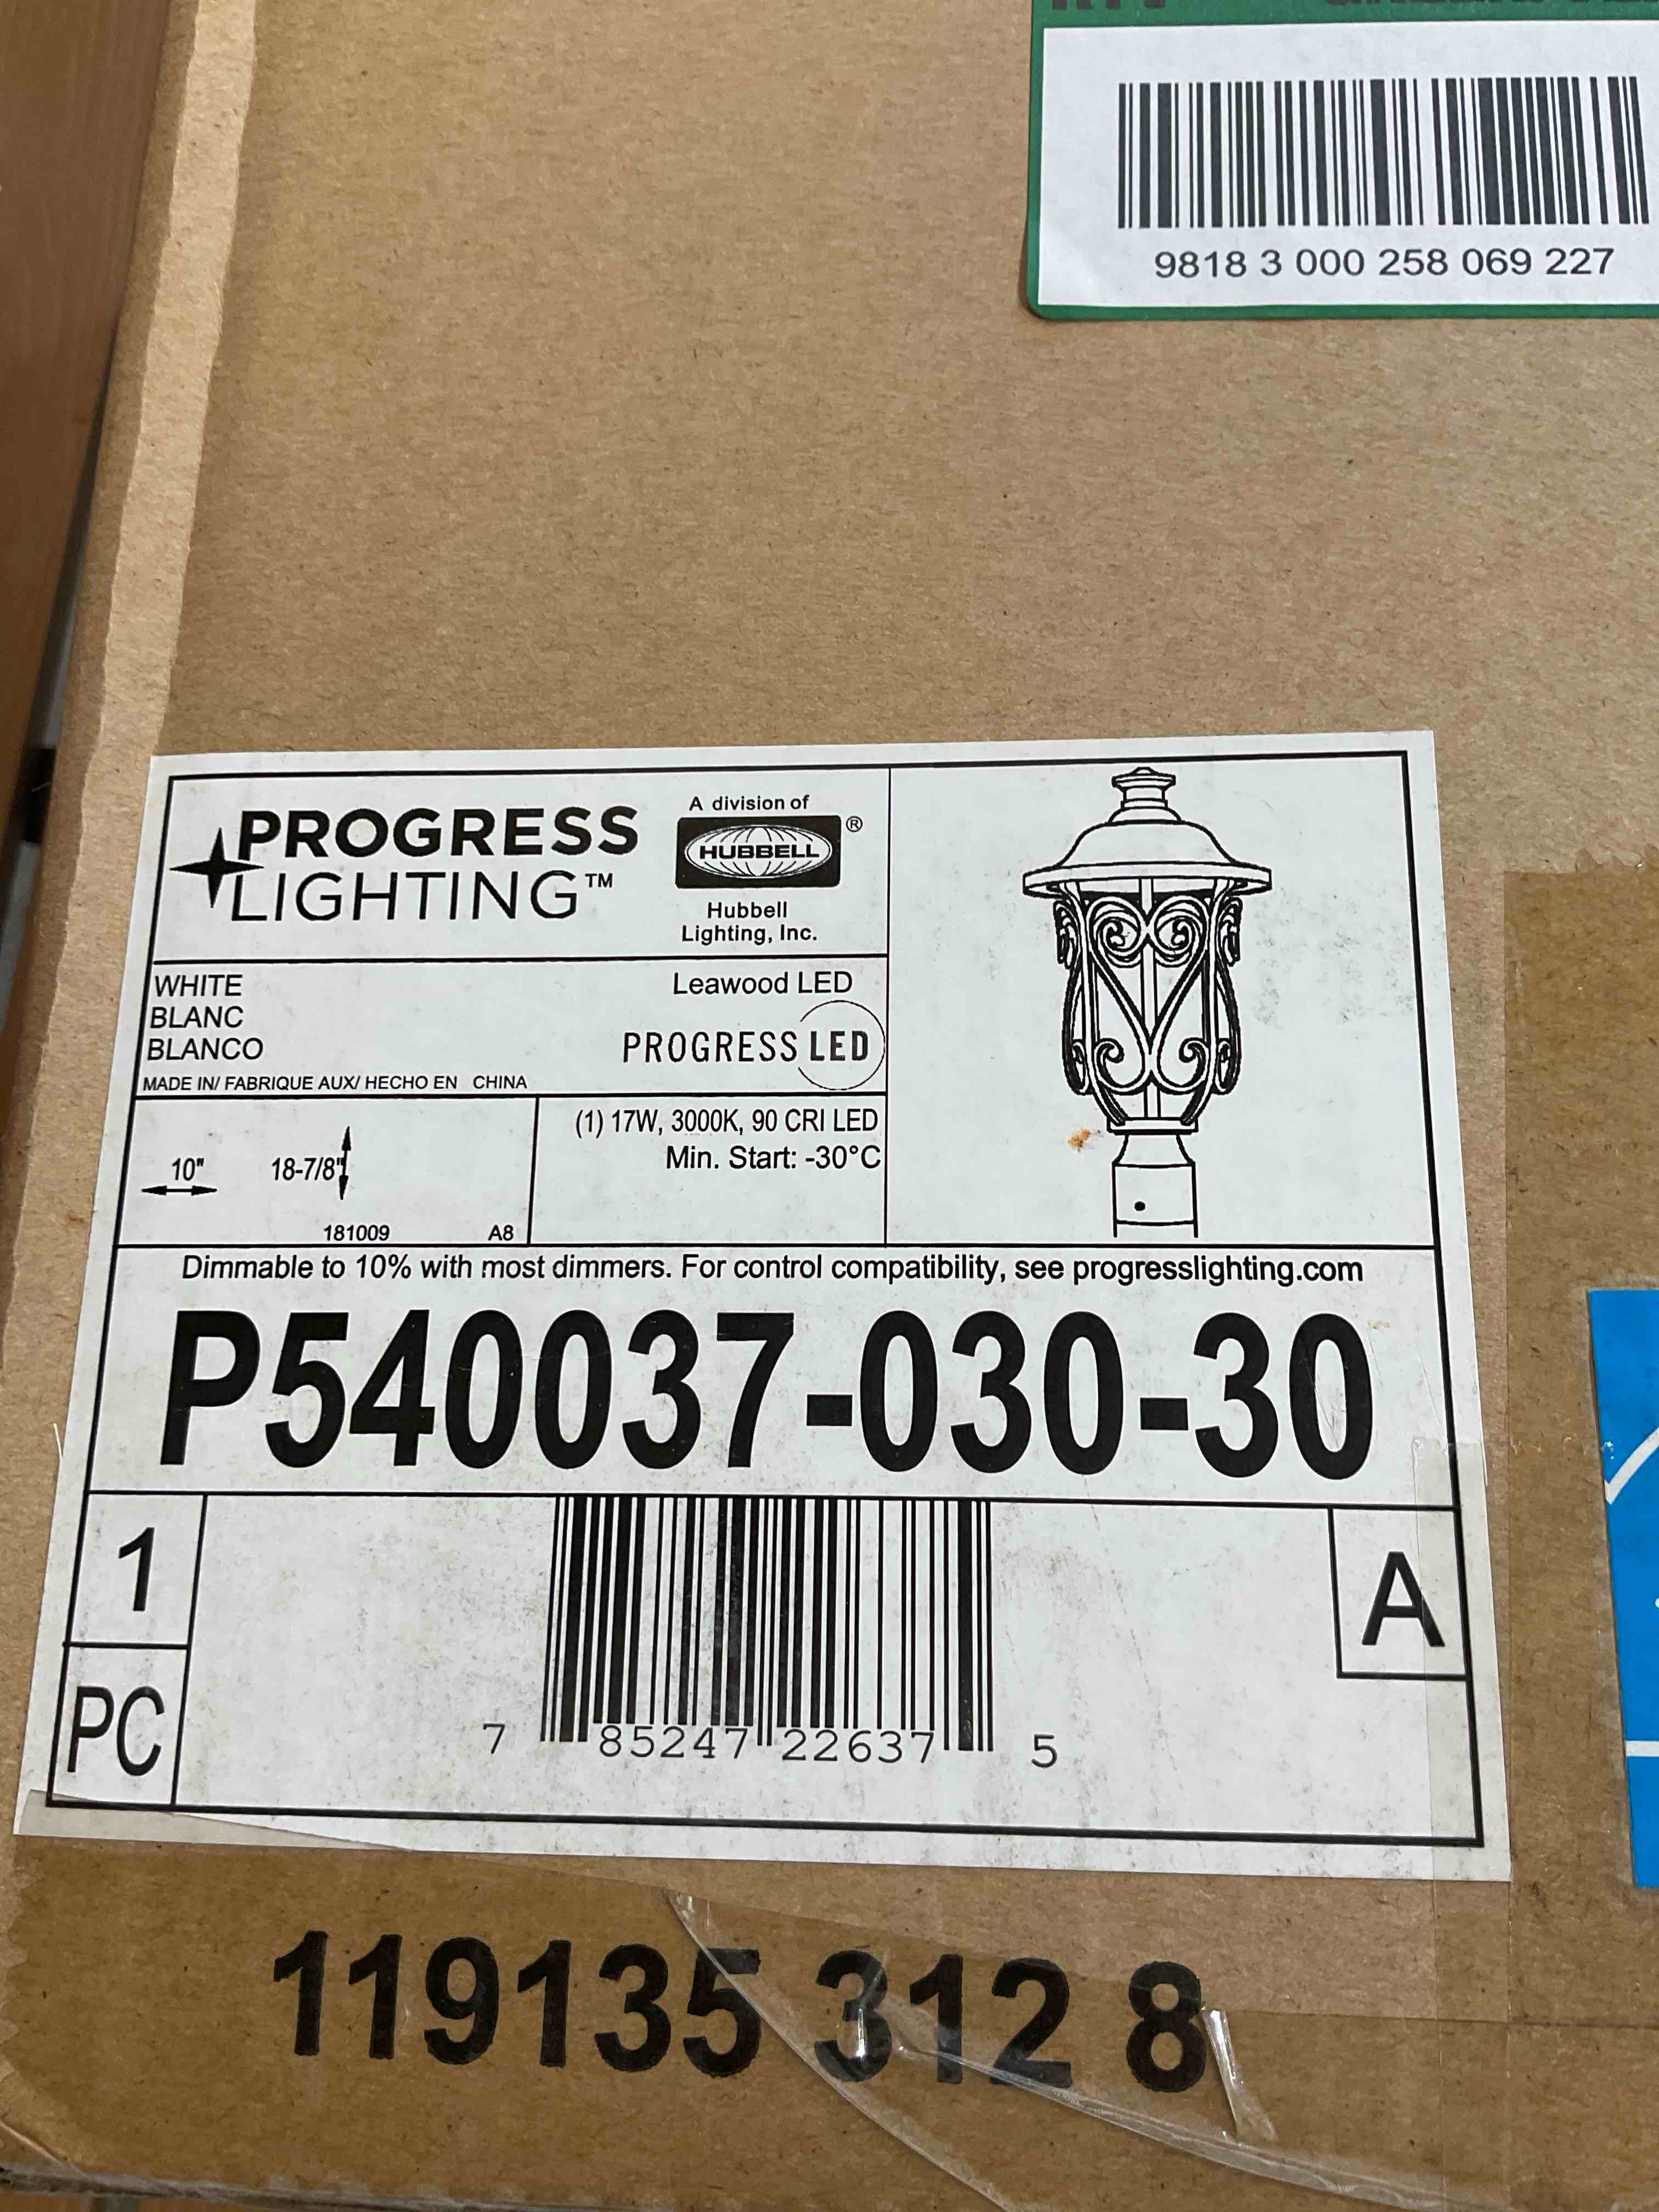 9818 3 000 258 069 227
PROGRESS
LIGHTING™
A division of
HUBBELL®
Hubbell
Lighting, Inc.
WHITE
BLANC
BLANCO
MADE IN/ FABRIQUE AUX/ HECHO EN CHINA
Leawood LED
PROGRESS LED
10" 18-7/8"
181009 A8
(1) 17W, 3000K, 90 CRI LED
Min. Start: -30°C
Dimmable to 10% with most dimmers. For control compatibility, see progresslighting.com
P540037-030-30
1
PC
A
7 85247 22637 5
119135 312 8